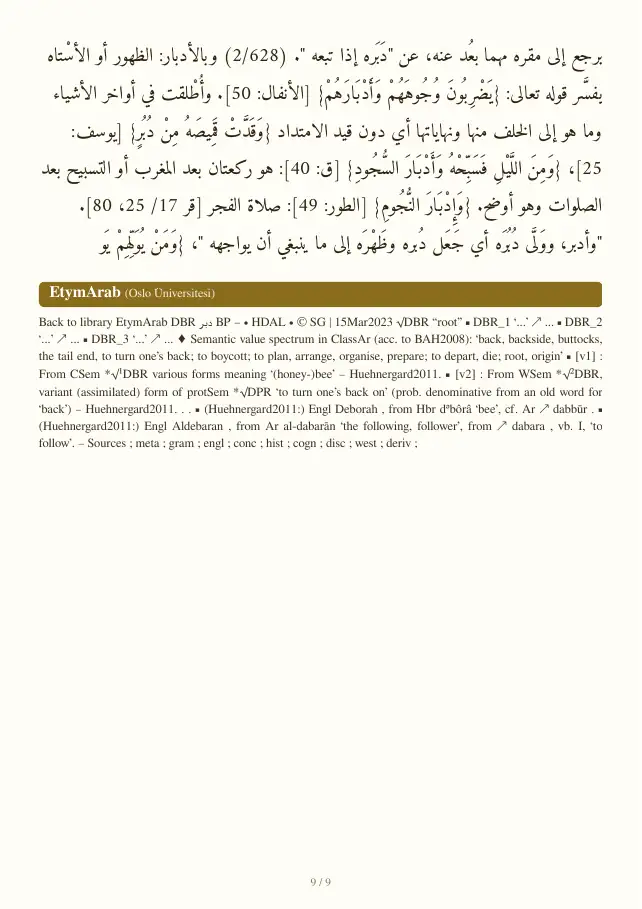 يرجع إلى مقره مهما بعُد عنه، عن "دَبَره إذا تبعه ". (2/628) وبالأدبار: الظهور أو الأسْتاه
يفسَّر قوله تعالى: {يَضْرِبُونَ وُجُوهَهُمْ وَأَدْبَارَهُمْ} [الأنفال: 50]. وأُطْلقت في أواخر الأشياء
وما هو إلى الخلف منها ونهاياتها أي دون قيد الامتداد {وَقَدَّتْ قَمِيصَهُ مِنْ دُبُرٍ} [يوسف:
25]، {وَمِنَ اللَّيْلِ فَسَبِّحْهُ وَأَدْبَارَ السُّجُودِ} [ق: 40]: هو ركعتان بعد المغرب أو التسبيح بعد
الصلوات وهو أوضح. {وَإِدْبَارَ النُّجُومِ} [الطور: 49]: صلاة الفجر [قر 17/ 25، 80].
"وأدبر، ووَلَّى دُبُرَه أي جَعَل دُبره وظَهْرَه إلى ما ينبغي أن يواجهه "، {وَمَنْ يُوَلِّهِمْ يَو
EtymArab (Oslo Üniversitesi)
Back to library EtymArab DBR دبر BP – • HDAL • © SG | 15Mar2023 √DBR “root” ▪ DBR_1 ‘...’ ↗ ... ▪ DBR_2
‘...’ ↗ ... ▪ DBR_3 ‘...’ ↗ ... ♦ Semantic value spectrum in ClassAr (acc. to BAH2008): ‘back, backside, buttocks,
the tail end, to turn one’s back; to boycott; to plan, arrange, organise, prepare; to depart, die; root, origin’ ▪ [v1] :
From CSem *√¹DBR various forms meaning ‘(honey-)bee’ – Huehnergard2011. ▪ [v2] : From WSem *√²DBR,
variant (assimilated) form of protSem *√DPR ‘to turn one’s back on’ (prob. denominative from an old word for
‘back’) – Huehnergard2011. . . ▪ (Huehnergard2011:) Engl Deborah , from Hbr dᵊbôrâ ‘bee’, cf. Ar ↗ dabbūr . ▪
(Huehnergard2011:) Engl Aldebaran , from Ar al-dabarān ‘the following, follower’, from ↗ dabara , vb. I, ‘to
follow’. – Sources ; meta ; gram ; engl ; conc ; hist ; cogn ; disc ; west ; deriv ;
9 / 9